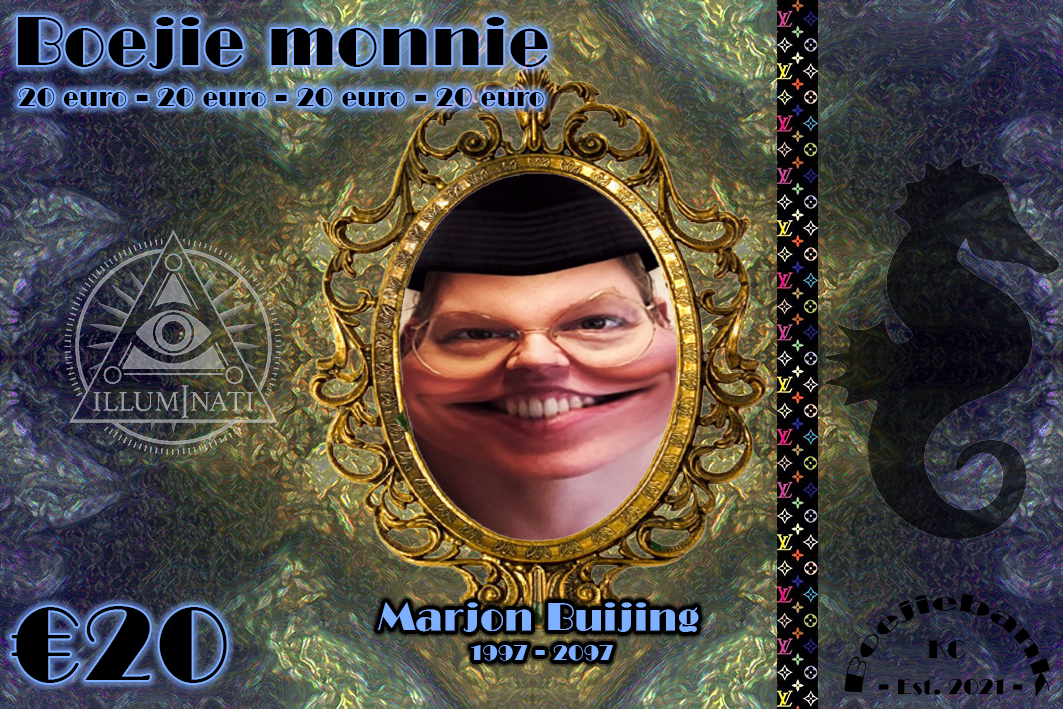 Boejie monnie
20 euro - 20 euro - 20 euro - 20 euro
ILLUMINATI
€20
Marjon Buijing
1997 - 2097
Boejiebank
KC
- Est. 2021 -